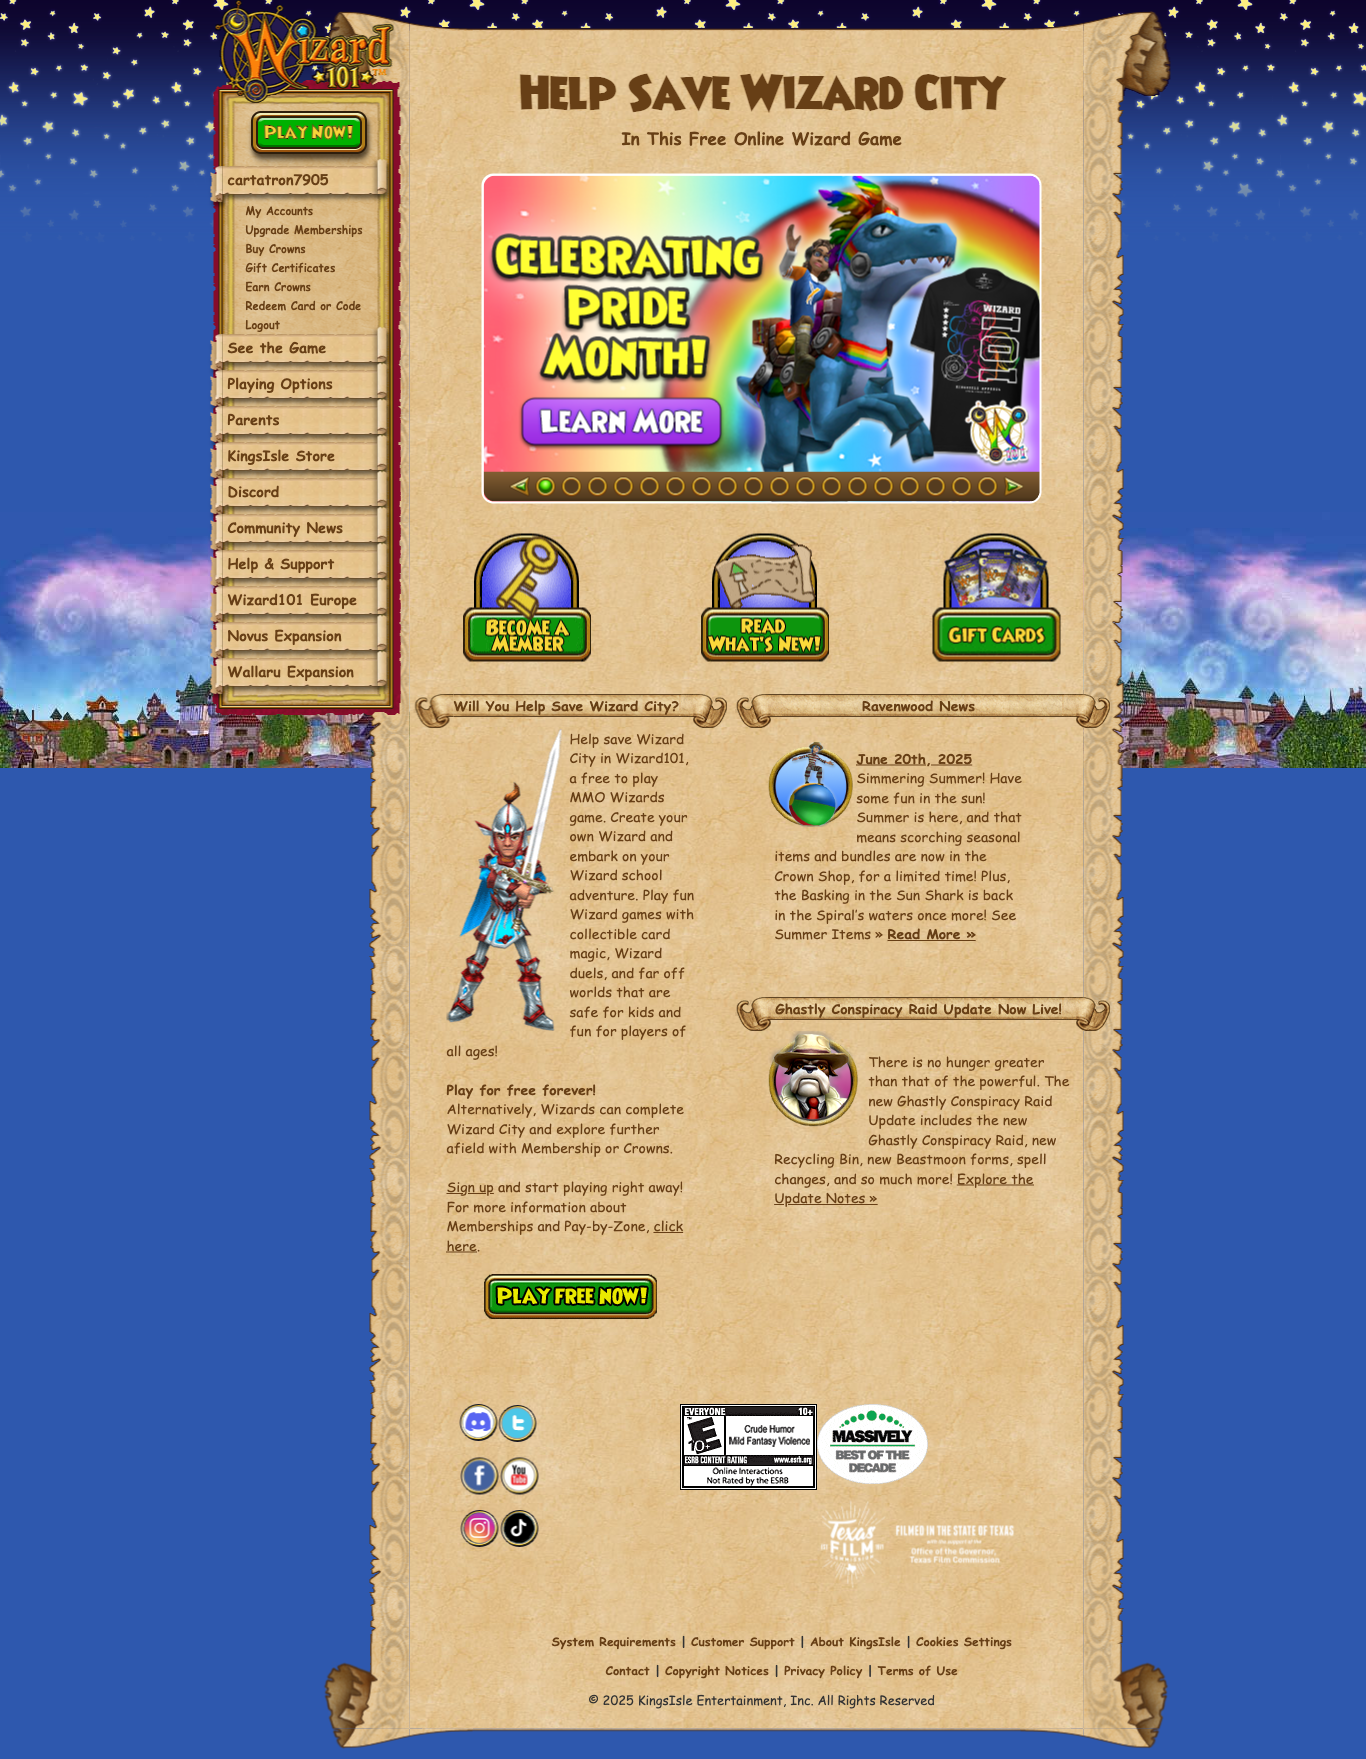 Wizard
101
TM
PLAY NOW!
cartatron7905
My Accounts
Upgrade Memberships
Buy Crowns
Gift Certificates
Earn Crowns
Redeem Card or Code
Logout
See the Game
Playing Options
Parents
KingsIsle Store
Discord
Community News
Help & Support
Wizard101 Europe
Novus Expansion
Wallaru Expansion
HELP SAVE WIZARD CITY
In This Free Online Wizard Game
CELEBRATING
PRIDE
MONTH!
LEARN MORE
WIZARD
101
BECOME A
MEMBER
READ
WHAT'S NEW!
GIFT CARDS
Will You Help Save Wizard City?
Help save Wizard
City in Wizard101,
a free to play
MMO Wizards
game. Create your
own Wizard and
embark on your
Wizard school
adventure. Play fun
Wizard games with
collectible card
magic, Wizard
duels, and far off
worlds that are
safe for kids and
fun for players of
all ages!
Play for free forever!
Alternatively, Wizards can complete
Wizard City and explore further
afield with Membership or Crowns.
Sign up and start playing right away!
For more information about
Memberships and Pay-by-Zone, click
here.
PLAY FREE NOW!
Ravenwood News
June 20th, 2025
Simmering Summer! Have
some fun in the sun!
Summer is here, and that
means scorching seasonal
items and bundles are now in the
Crown Shop, for a limited time! Plus,
the Basking in the Sun Shark is back
in the Spiral's waters once more! See
Summer Items » Read More »
Ghastly Conspiracy Raid Update Now Live!
There is no hunger greater
than that of the powerful. The
new Ghastly Conspiracy Raid
Update includes the new
Ghastly Conspiracy Raid, new
Recycling Bin, new Beastmoon forms, spell
changes, and so much more! Explore the
Update Notes »
You
Tube
EVERYONE 10+
E
10+
Crude Humor
Mild Fantasy Violence
ESRB CONTENT RATING www.esrb.org
Online Interactions
Not Rated by the ESRB
MASSIVELY
BEST OF THE
DECADE
Texas
FILM
COMMISSION
FILMED IN THE STATE OF TEXAS
with the support of the
Office of the Governor,
Texas Film Commission
System Requirements | Customer Support | About KingsIsle | Cookies Settings
Contact | Copyright Notices | Privacy Policy | Terms of Use
© 2025 KingsIsle Entertainment, Inc. All Rights Reserved